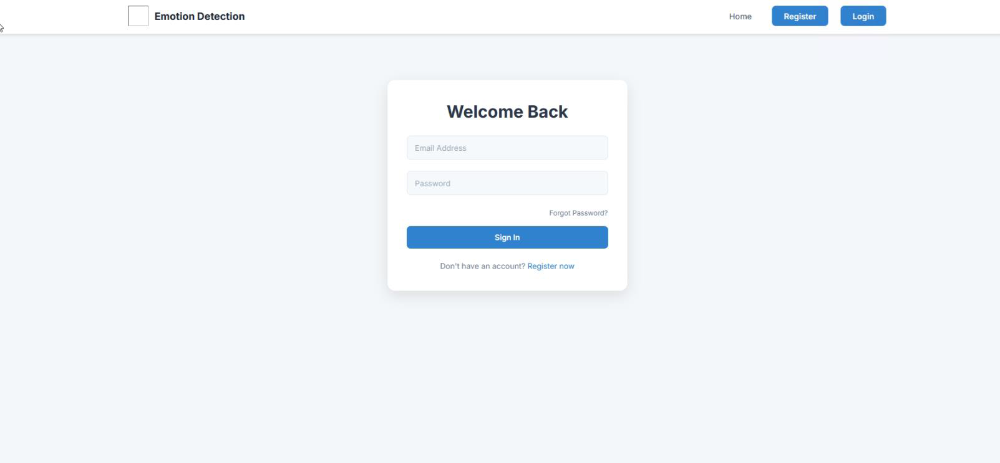 Emotion Detection
Home
Register
Login
Welcome Back
Email Address
Password
Forgot Password?
Sign In
Don't have an account? Register now